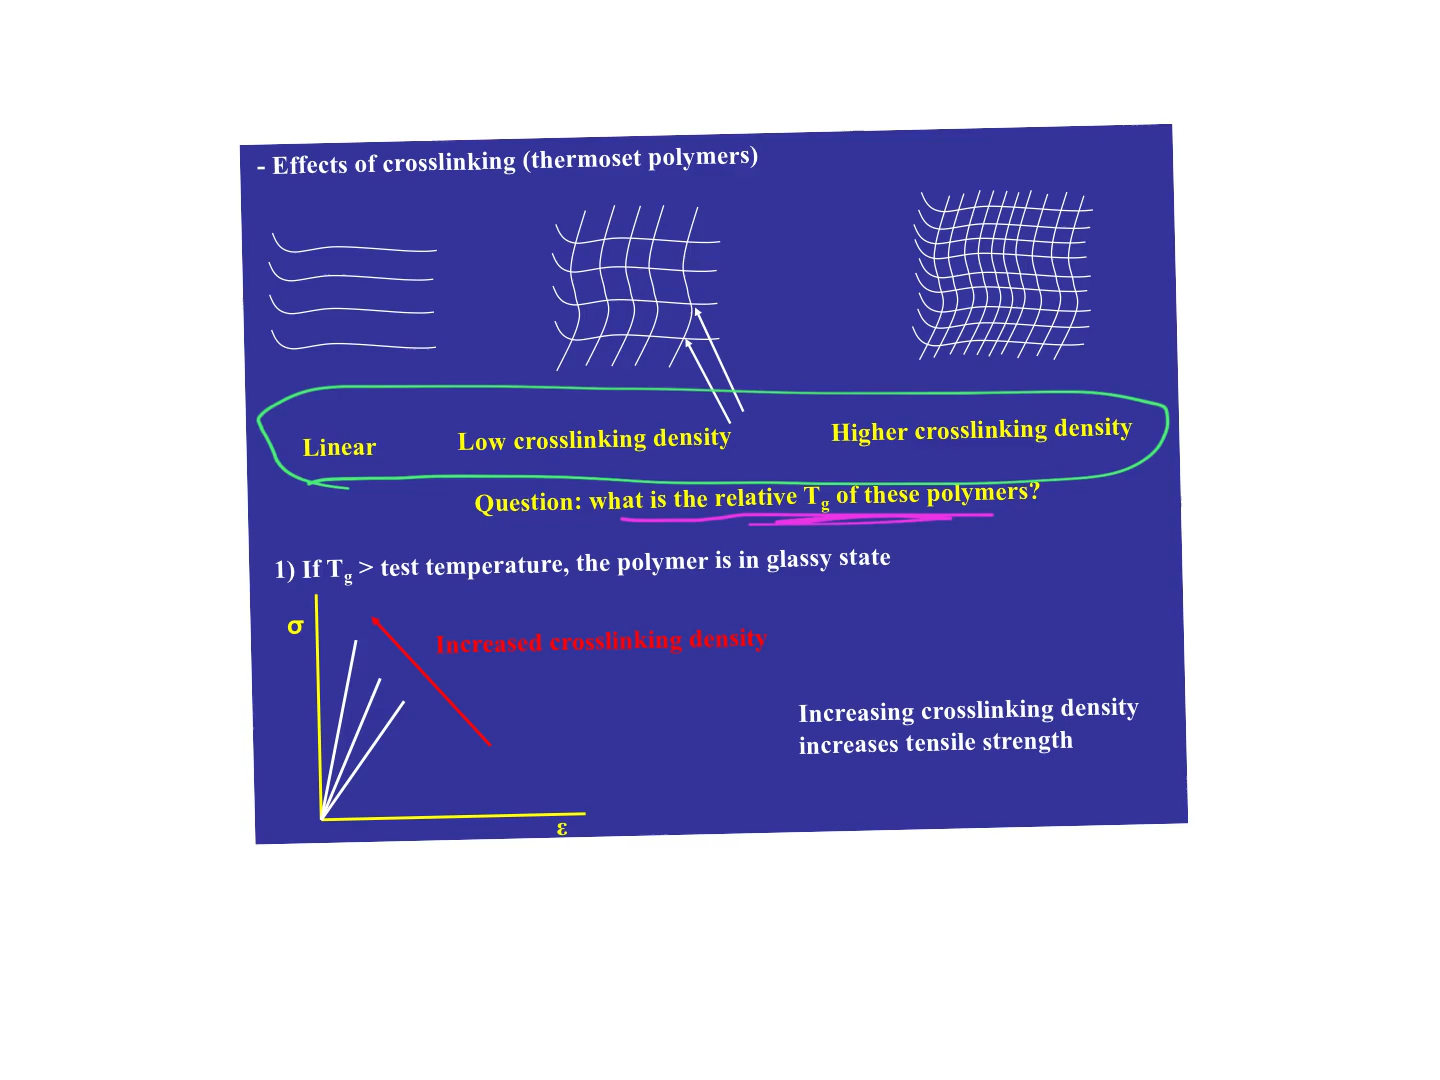 - Effects of crosslinking (thermoset polymers)
Linear
Low crosslinking density
Higher crosslinking density
Question: what is the relative Tg of these polymers?
1) If Tg > test temperature, the polymer is in glassy state
σ
Increased crosslinking density
Increasing crosslinking density
increases tensile strength
ε